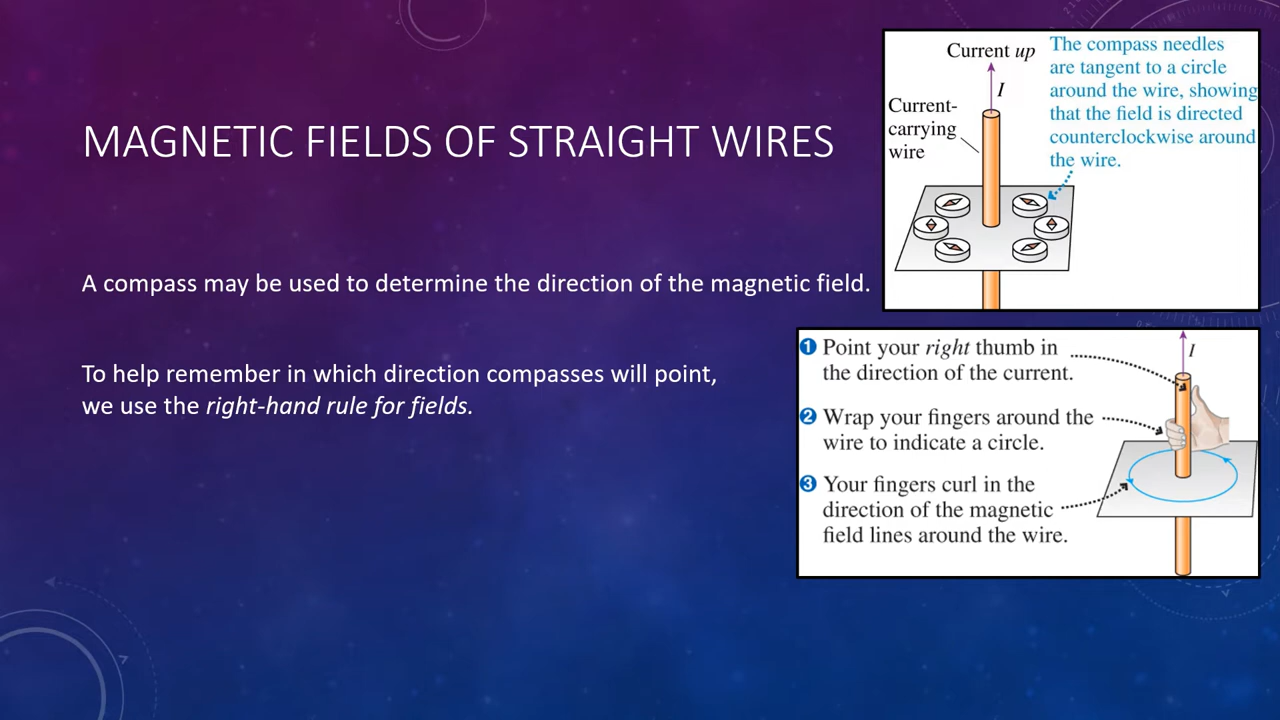 MAGNETIC FIELDS OF STRAIGHT WIRES
A compass may be used to determine the direction of the magnetic field.
To help remember in which direction compasses will point,
we use the right-hand rule for fields.
Current up
I
Current-
carrying
wire
The compass needles
are tangent to a circle
around the wire, showing
that the field is directed
counterclockwise around
the wire.
1 Point your right thumb in
the direction of the current.
2 Wrap your fingers around the
wire to indicate a circle.
3 Your fingers curl in the
direction of the magnetic
field lines around the wire.
I